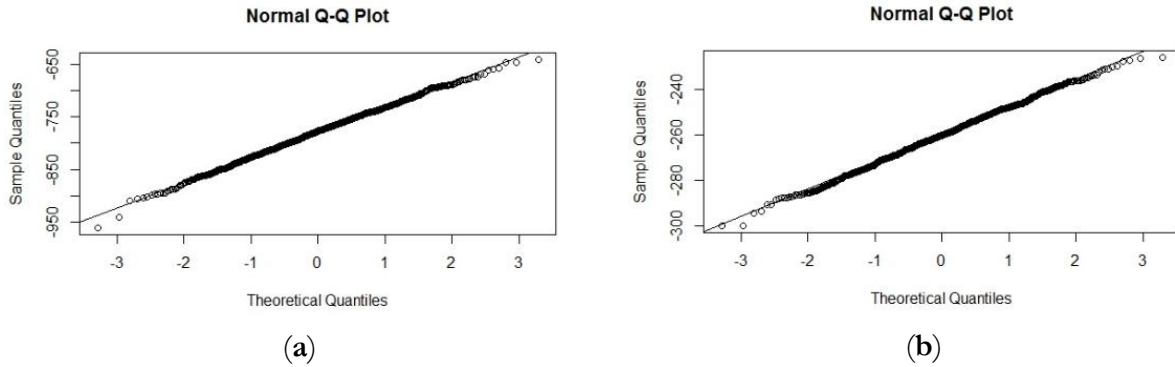 Normal Q-Q Plot
Sample Quantiles
-650
-750
-850
-950
-3 -2 -1 0 1 2 3
Theoretical Quantiles
(a)
Normal Q-Q Plot
Sample Quantiles
-240
-260
-280
-300
-3 -2 -1 0 1 2 3
Theoretical Quantiles
(b)